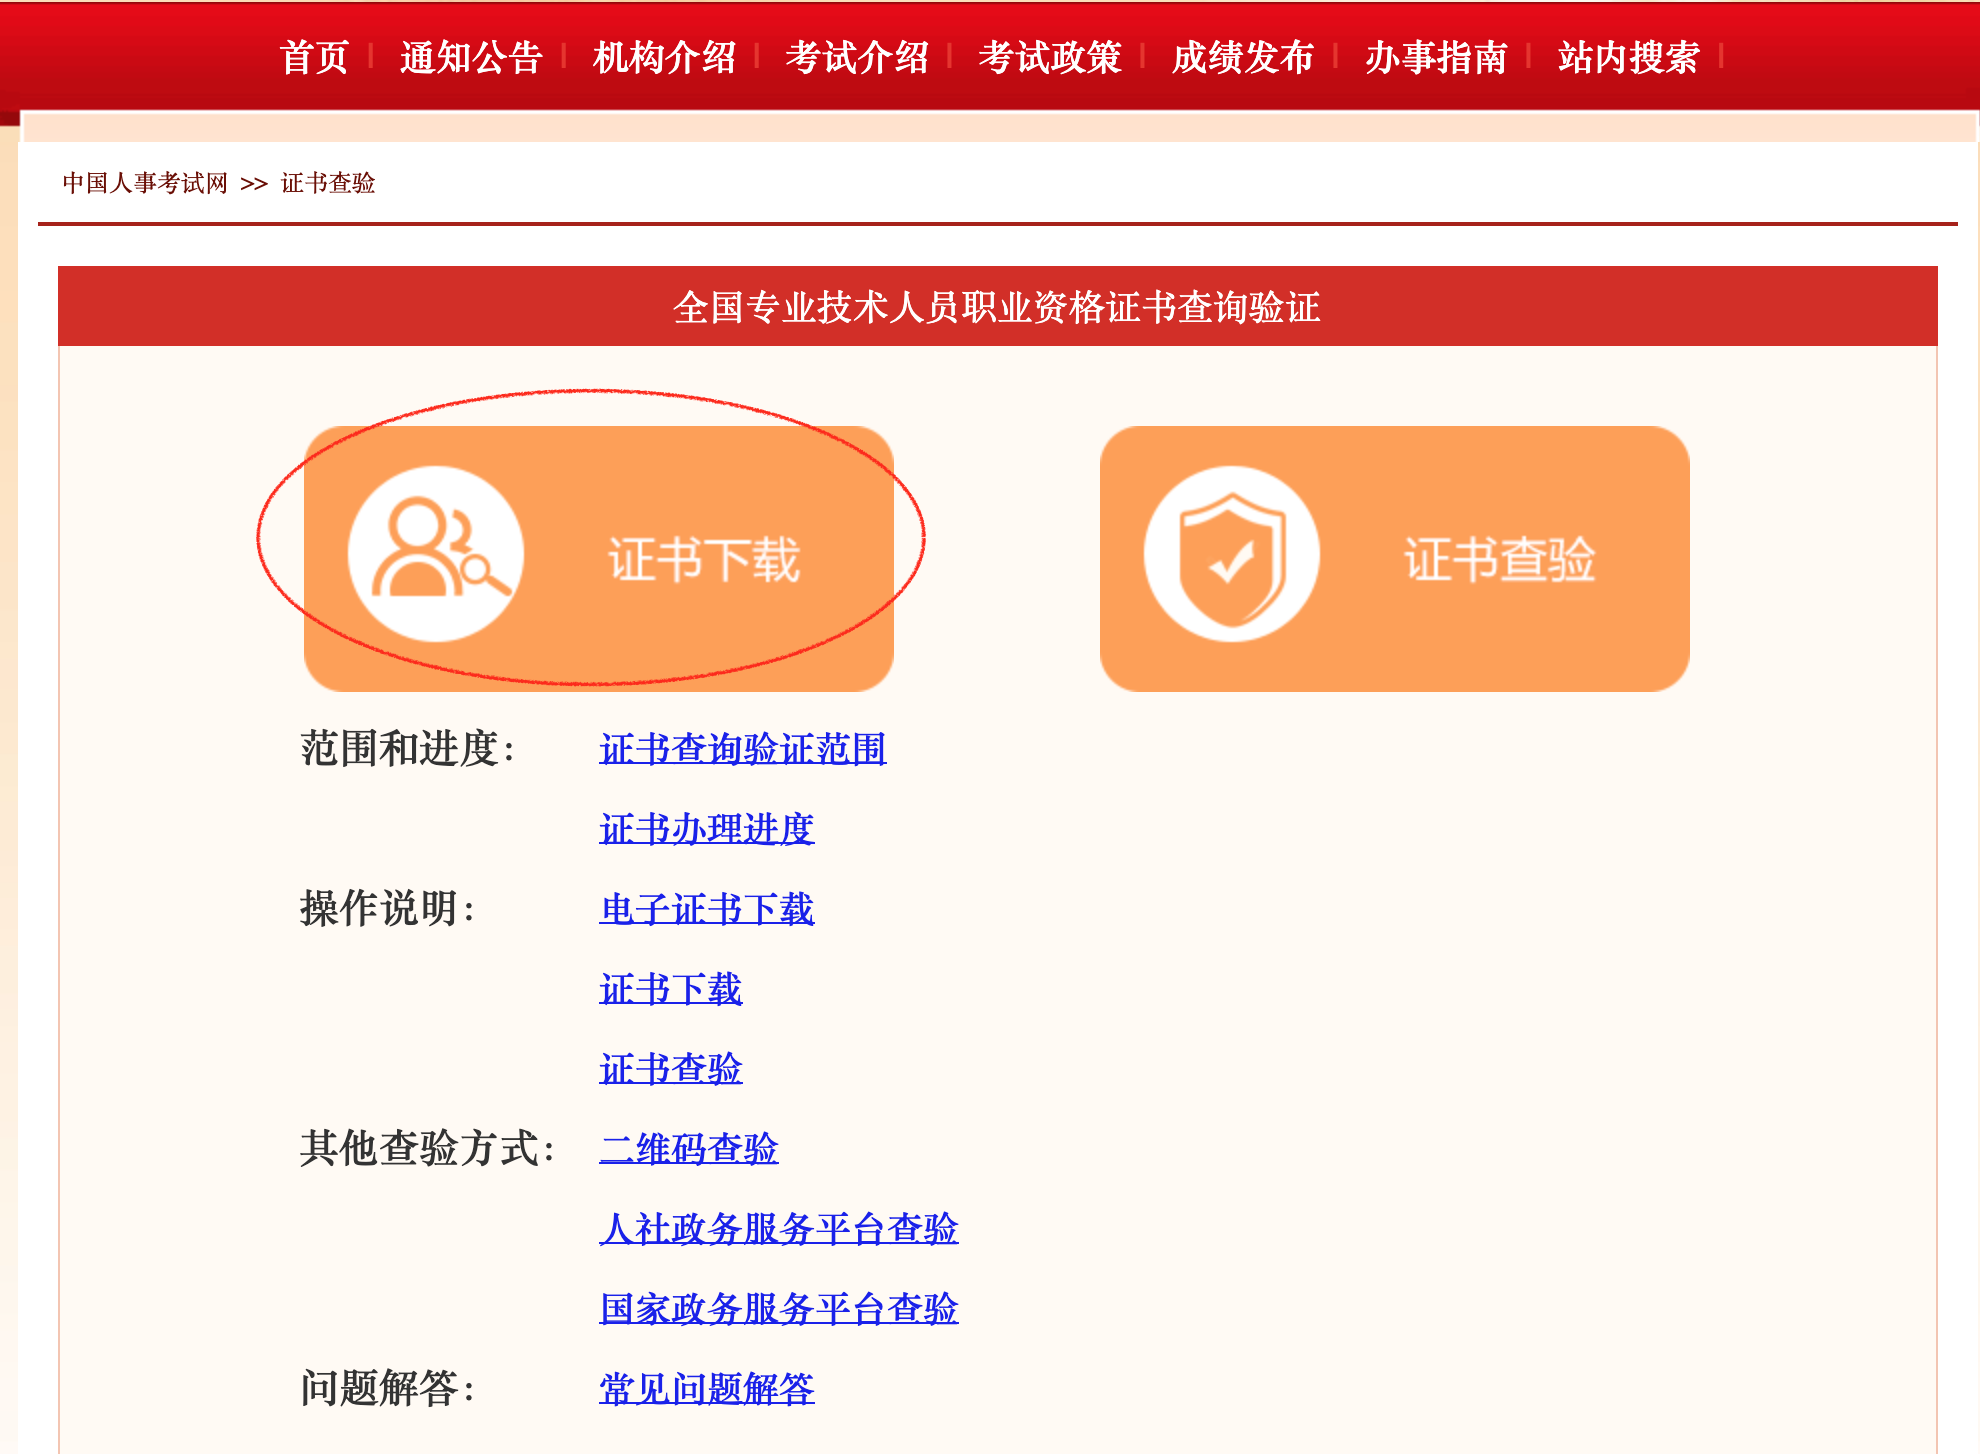 首页 | 通知公告 | 机构介绍 | 考试介绍 | 考试政策 | 成绩发布 | 办事指南 | 站内搜索 |
中国人事考试网 >> 证书查验
全国专业技术人员职业资格证书查询验证
证书下载 证书查验
范围和进度： 证书查询验证范围
证书办理进度
操作说明： 电子证书下载
证书下载
证书查验
其他查验方式： 二维码查验
人社政务服务平台查验
国家政务服务平台查验
问题解答： 常见问题解答